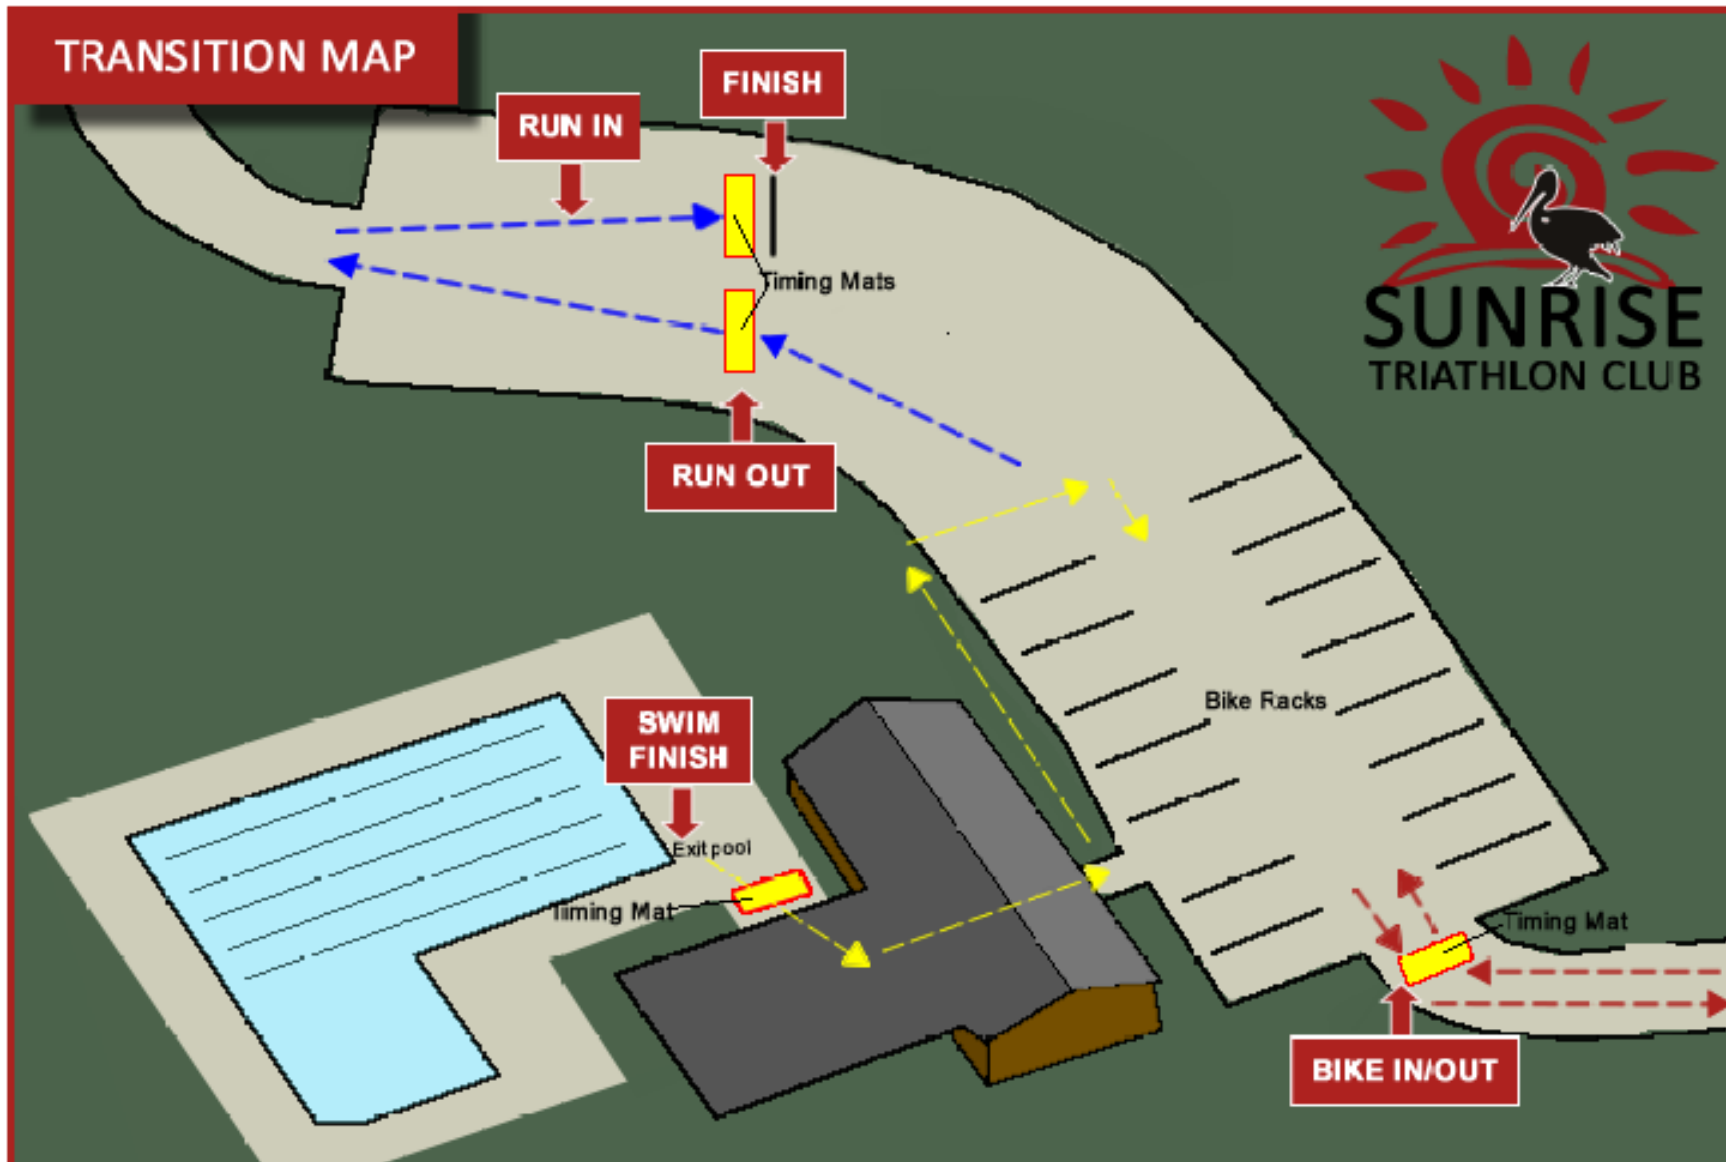 TRANSITION MAP
FINISH
RUN IN
Timing Mats
SUNRISE
TRIATHLON CLUB
RUN OUT
Bike Racks
SWIM
FINISH
Exit pool
Timing Mat
Timing Mat
BIKE IN/OUT